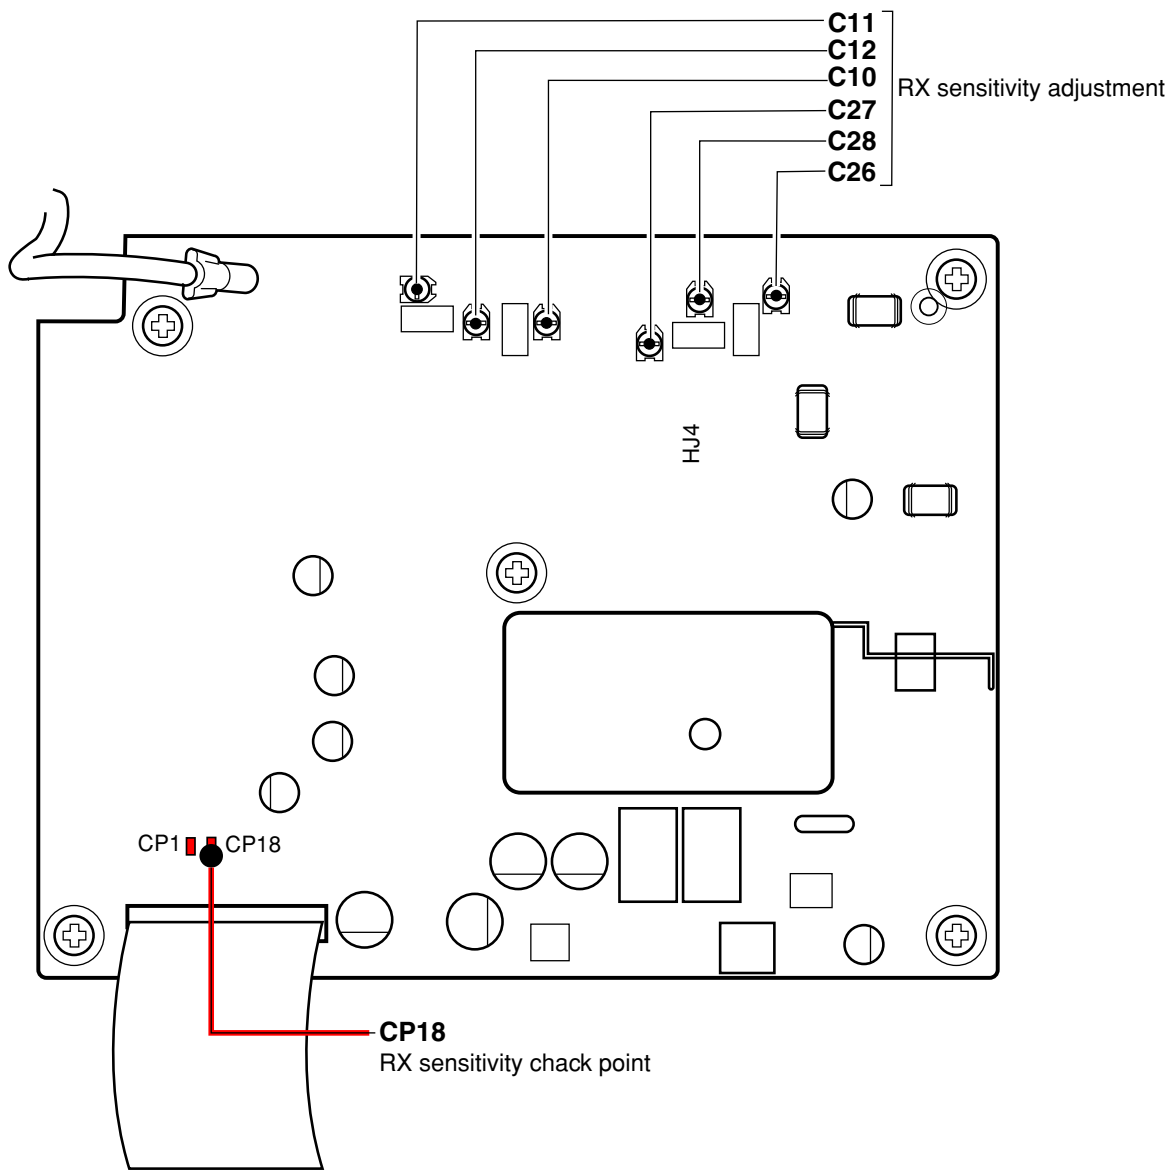 C11
C12
C10
RX sensitivity adjustment
C27
C28
C26
HJ4
CP1
CP18
CP18
RX sensitivity chack point